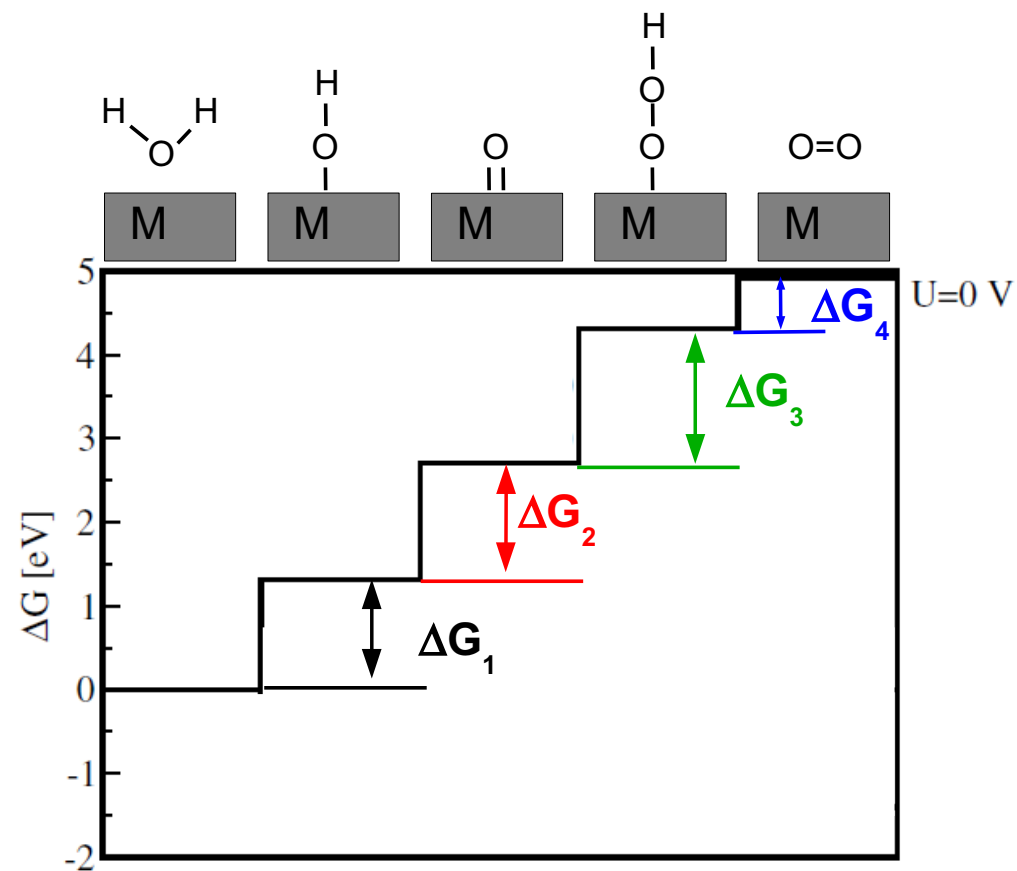 H
H
H H H
O
O O O O O=O
M M M M M
5
U=0 V
ΔG4
4
ΔG3
3
ΔG2
2
ΔG [eV]
1
ΔG1
0
-1
-2